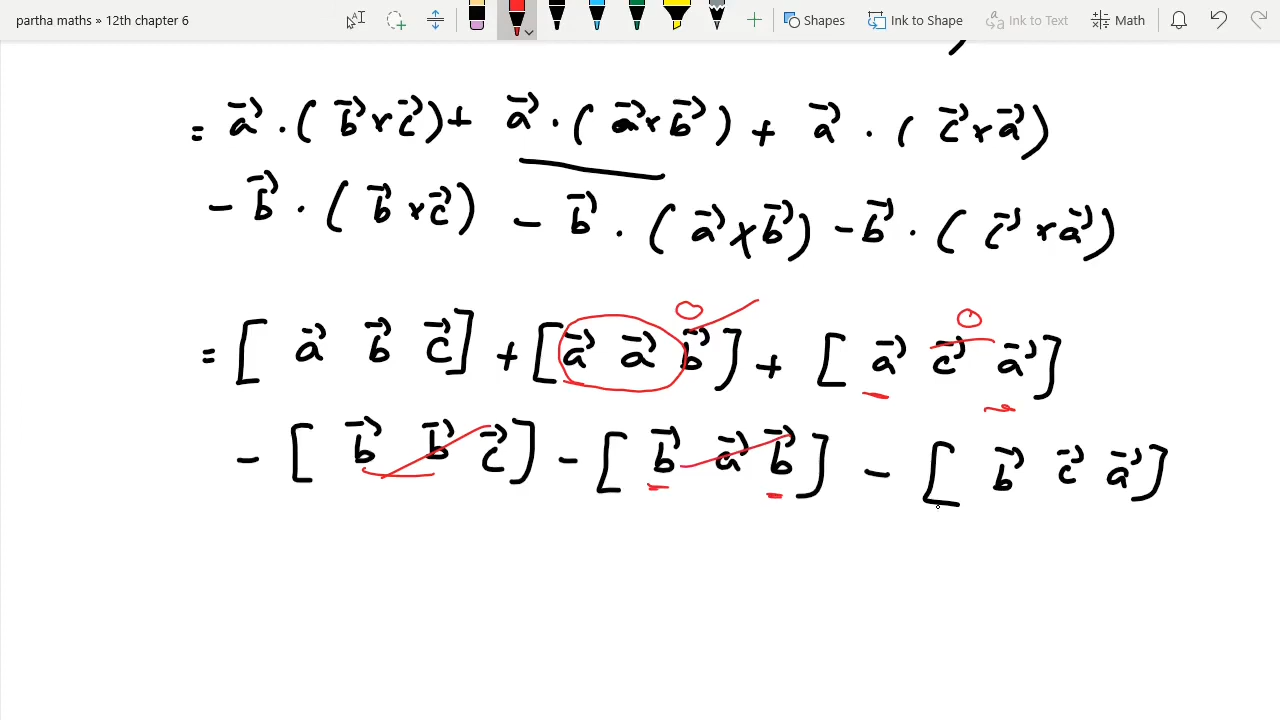 partha maths » 12th chapter 6 Shapes Ink to Shape Ink to Text Math
= a⃗ . ( b⃗ × c⃗ ) + a⃗ . ( a⃗ × b⃗ ) + a⃗ . ( c⃗ × a⃗ )
- b⃗ . ( b⃗ × c⃗ ) - b⃗ . ( a⃗ × b⃗ ) - b⃗ . ( c⃗ × a⃗ )
0 0
= [ a⃗ b⃗ c⃗ ] + [ a⃗ a⃗ b⃗ ] + [ a⃗ c⃗ a⃗ ]
- [ b⃗ b⃗ c⃗ ] - [ b⃗ a⃗ b⃗ ] - [ b⃗ c⃗ a⃗ ]